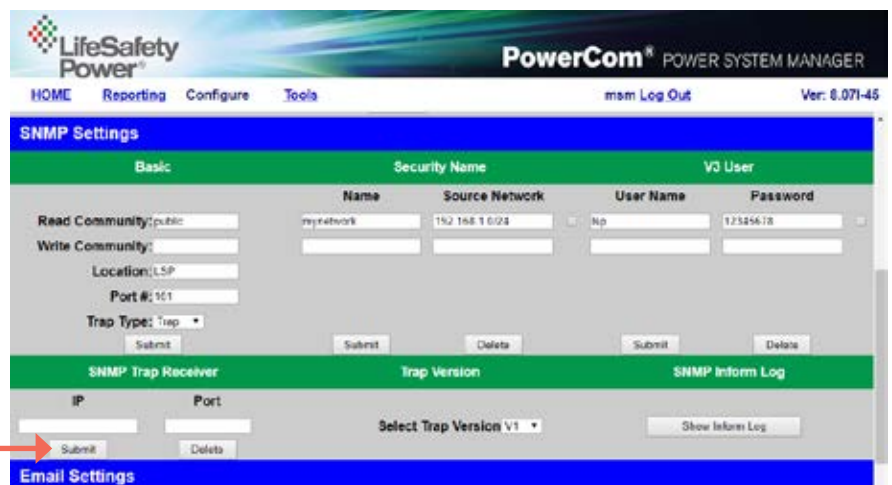 LifeSafety
Power®
PowerCom® POWER SYSTEM MANAGER
HOME Reporting Configure Tools msm Log Out Ver: 8.07I-45
SNMP Settings
Basic Security Name V3 User
Name Source Network User Name Password
Read Community: public mynetwork 192.168.1.0/24 12345678
Write Community:
Location: LSP
Port #: 161
Trap Type: Trap
Submit Submit Delete Submit Delete
SNMP Trap Receiver Trap Version SNMP Inform Log
IP Port
Select Trap Version V1 Show Inform Log
Submit Delete
Email Settings